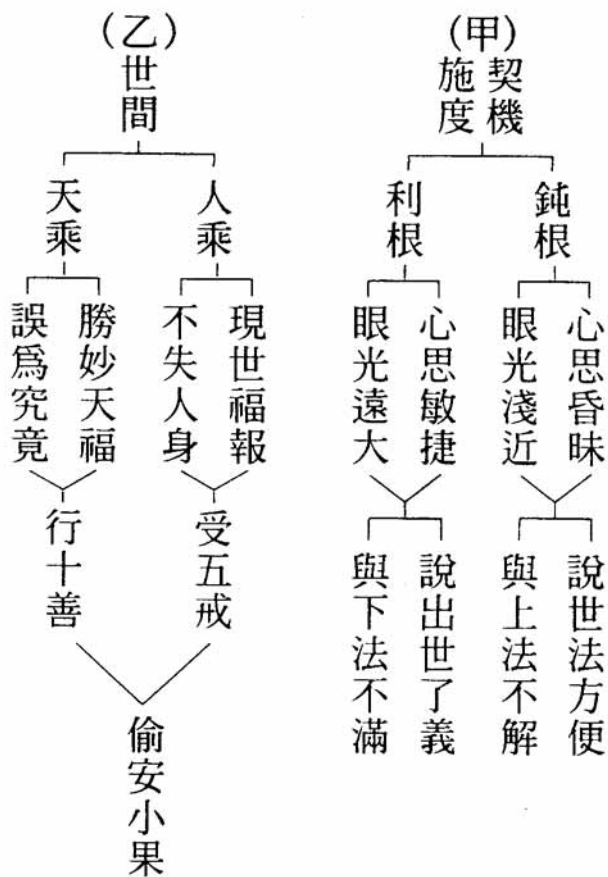 (甲)
契機
施度
鈍根
心思昏昧
眼光淺近
說世法方便
與上法不解
利根
心思敏捷
眼光遠大
說出世了義
與下法不滿
(乙)世間
人乘
現世福報
不失人身
受五戒
天乘
勝妙天福
誤爲究竟
行十善
偷安小果